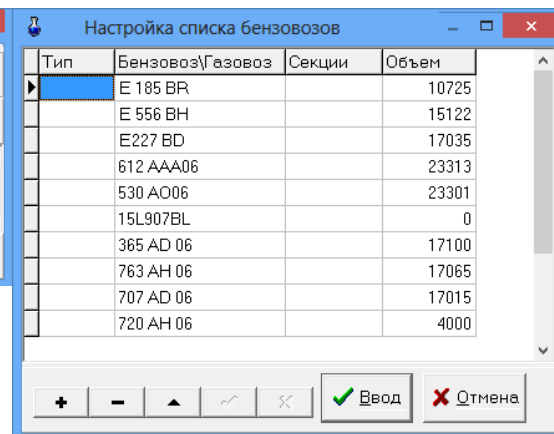 Настройка списка бензовозов
Тип Бензовоз\Газовоз Секции Объем
E 185 BR 10725
E 556 BH 15122
E227 BD 17035
612 AAA06 23313
530 AO06 23301
15L907BL 0
365 AD 06 17100
763 AH 06 17065
707 AD 06 17015
720 AH 06 4000
Ввод Отмена